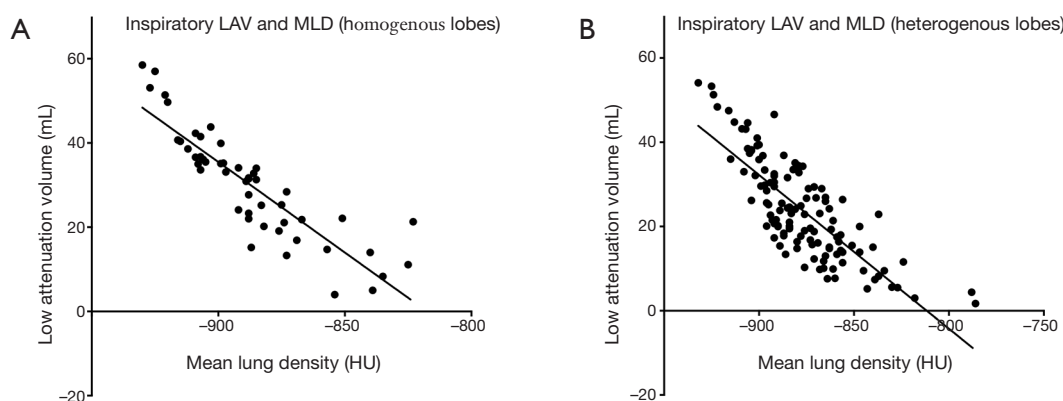 A
Inspiratory LAV and MLD (homogenous lobes)
60
40
20
0
−20
−900
−850
−800
Low attenuation volume (mL)
Mean lung density (HU)
B
Inspiratory LAV and MLD (heterogenous lobes)
60
40
20
0
−20
−900
−850
−800
−750
Low attenuation volume (mL)
Mean lung density (HU)